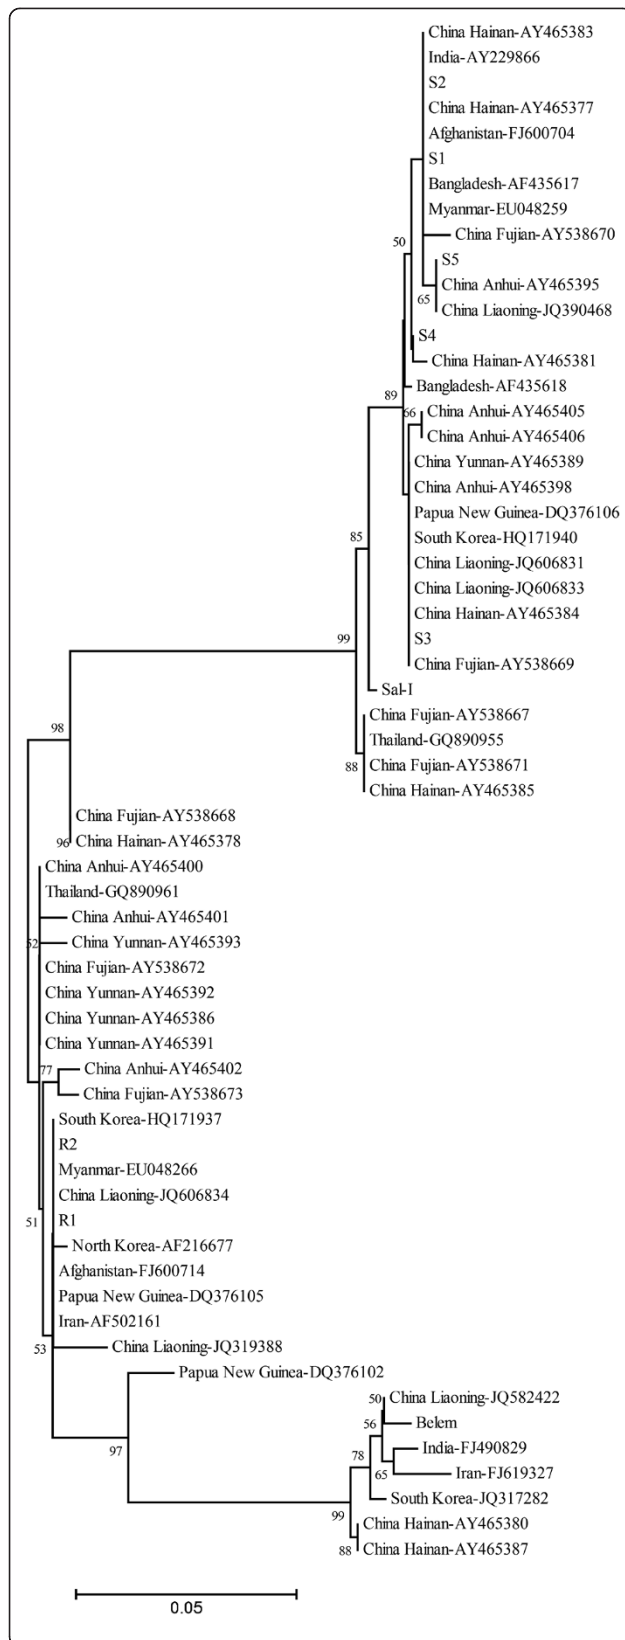 China Hainan-AY465383
India-AY229866
S2
China Hainan-AY465377
Afghanistan-FJ600704
S1
Bangladesh-AF435617
Myanmar-EU048259
China Fujian-AY538670
50
S5
China Anhui-AY465395
65
China Liaoning-JQ390468
S4
China Hainan-AY465381
Bangladesh-AF435618
89
66
China Anhui-AY465405
China Anhui-AY465406
China Yunnan-AY465389
China Anhui-AY465398
Papua New Guinea-DQ376106
South Korea-HQ171940
85
China Liaoning-JQ606831
China Liaoning-JQ606833
China Hainan-AY465384
99
S3
China Fujian-AY538669
Sal-I
China Fujian-AY538667
98
Thailand-GQ890955
88
China Fujian-AY538671
China Hainan-AY465385
China Fujian-AY538668
96
China Hainan-AY465378
China Anhui-AY465400
Thailand-GQ890961
China Anhui-AY465401
52
China Yunnan-AY465393
China Fujian-AY538672
China Yunnan-AY465392
China Yunnan-AY465386
China Yunnan-AY465391
77
China Anhui-AY465402
China Fujian-AY538673
South Korea-HQ171937
R2
Myanmar-EU048266
China Liaoning-JQ606834
51
R1
North Korea-AF216677
Afghanistan-FJ600714
Papua New Guinea-DQ376105
Iran-AF502161
53
China Liaoning-JQ319388
Papua New Guinea-DQ376102
50
China Liaoning-JQ582422
56
Belem
97
India-FJ490829
78
65
Iran-FJ619327
South Korea-JQ317282
99
China Hainan-AY465380
88
China Hainan-AY465387
0.05